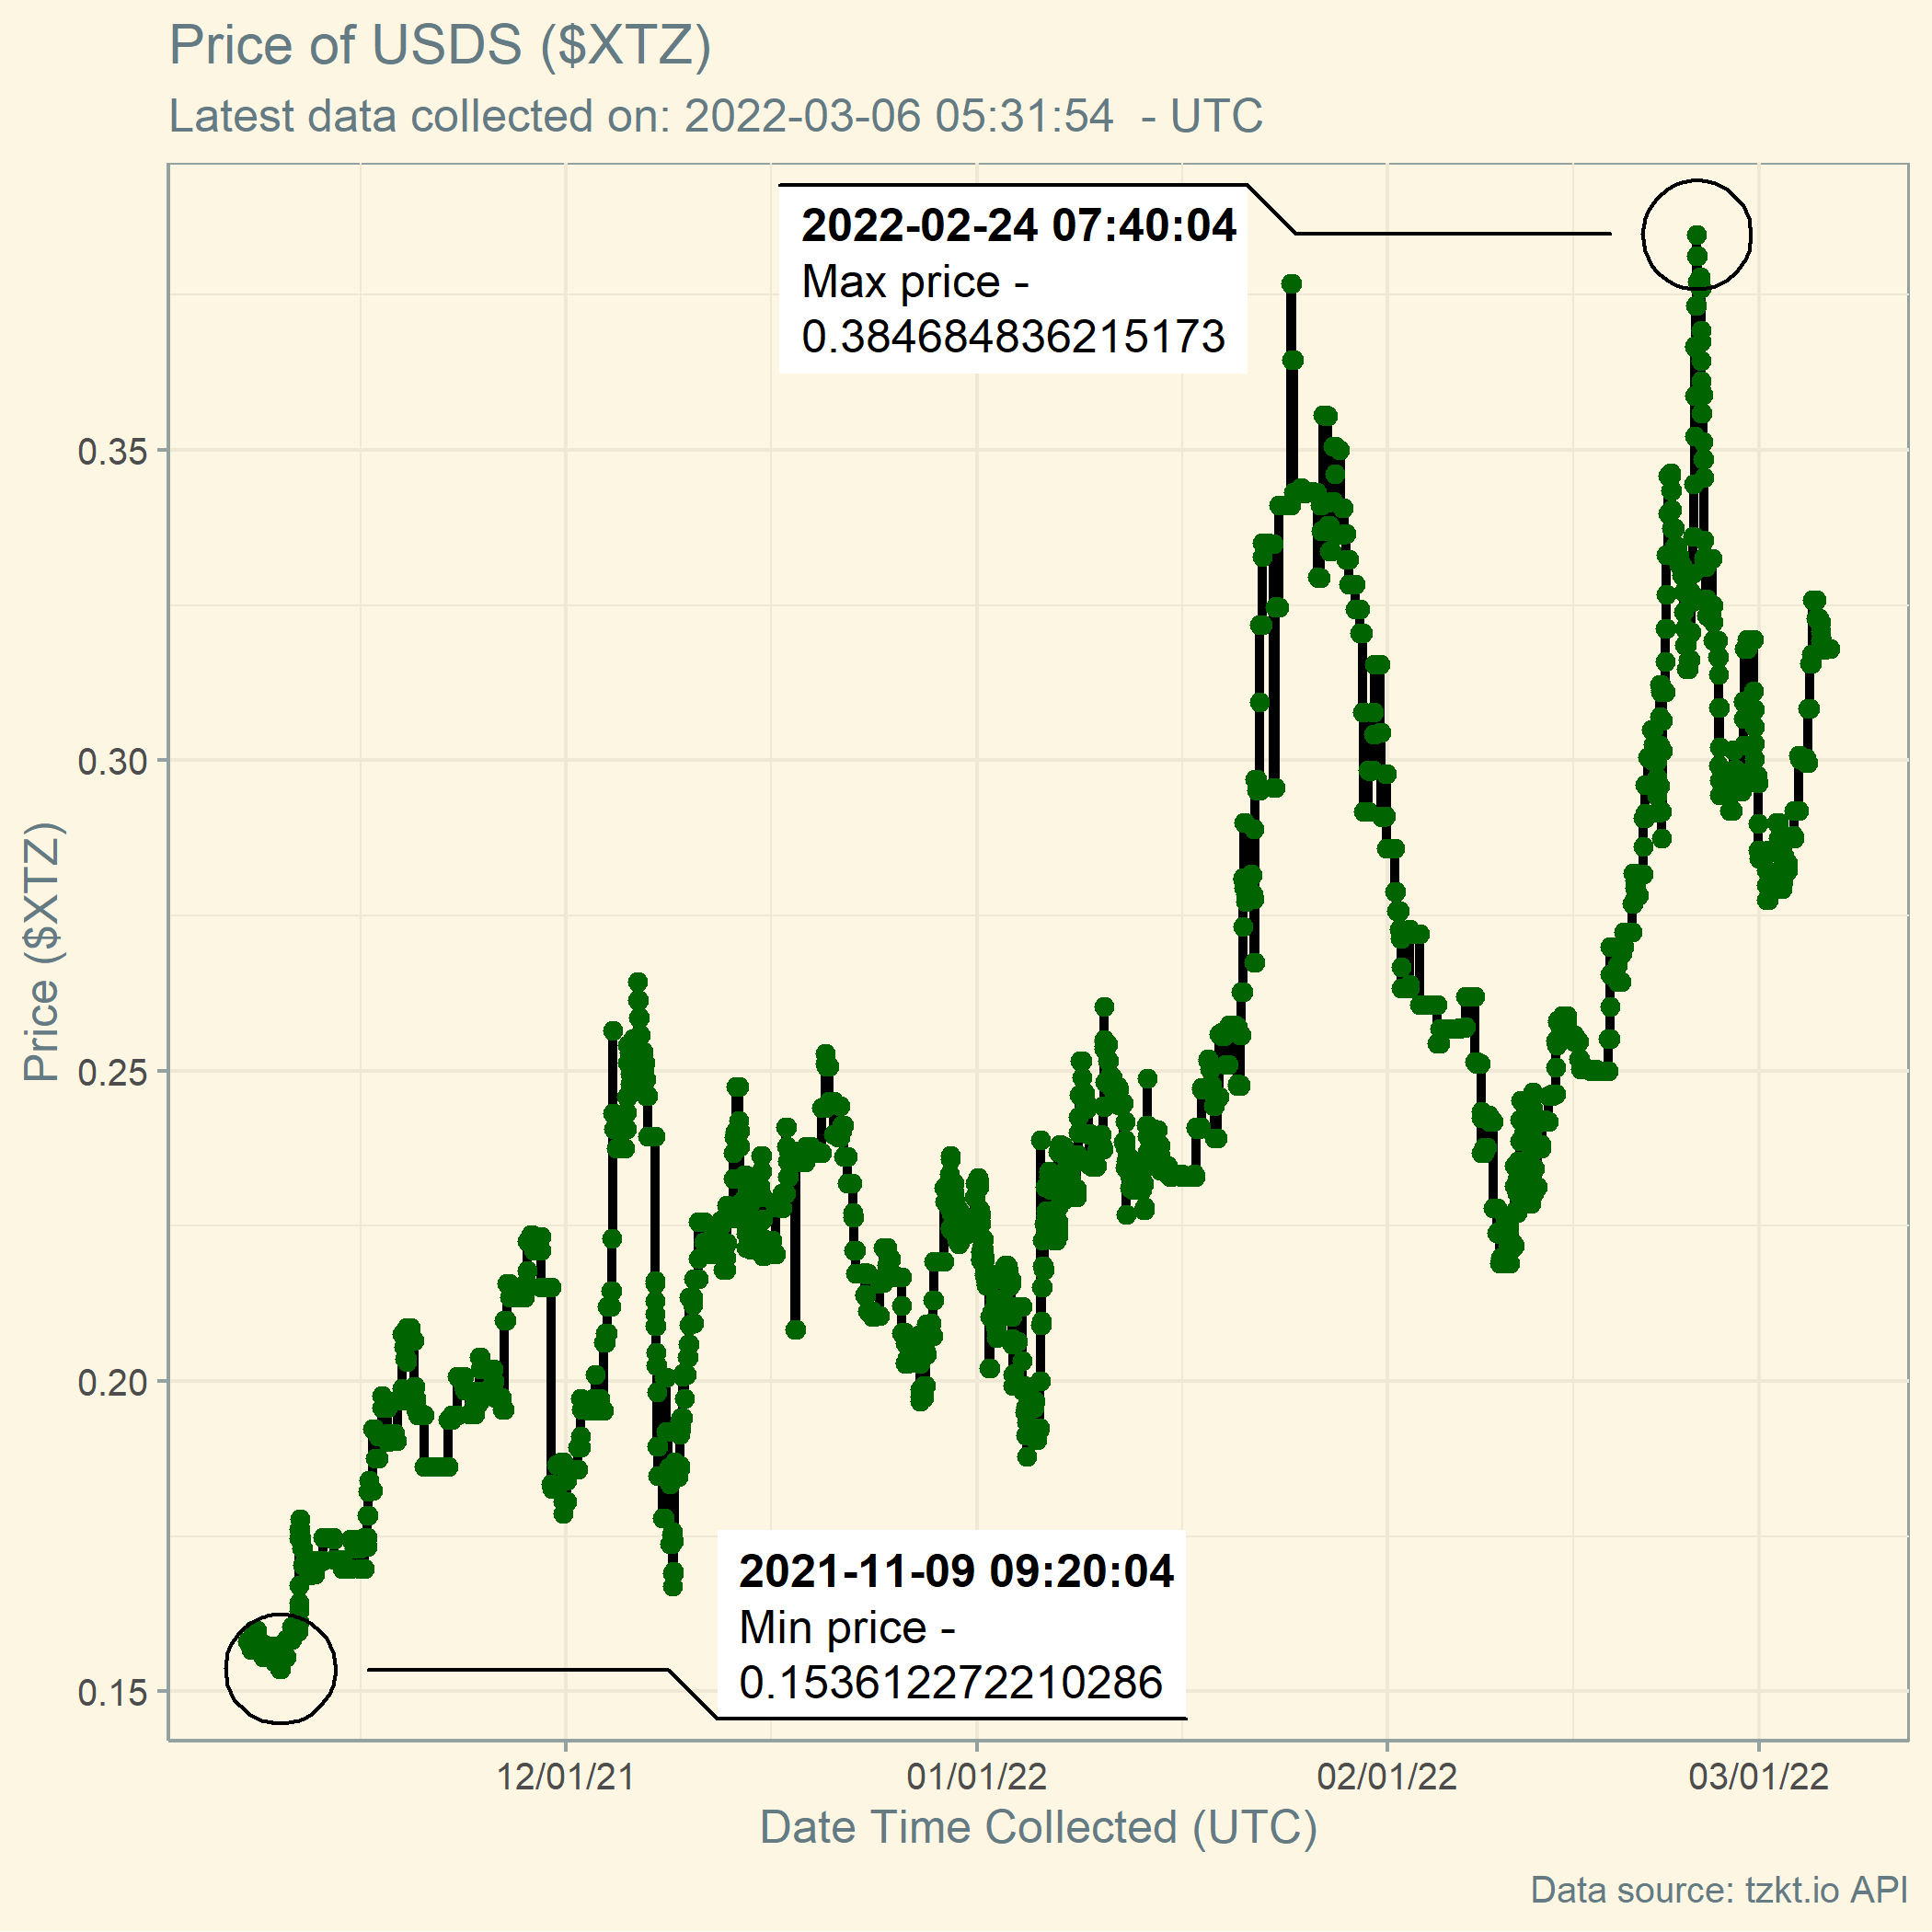 Price of USDS ($XTZ)
Latest data collected on: 2022-03-06 05:31:54  - UTC
2022-02-24 07:40:04
Max price -
0.384684836215173
0.35
0.30
0.25
0.20
0.15
Price ($XTZ)
2021-11-09 09:20:04
Min price -
0.153612272210286
12/01/21
01/01/22
02/01/22
03/01/22
Date Time Collected (UTC)
Data source: tzkt.io API